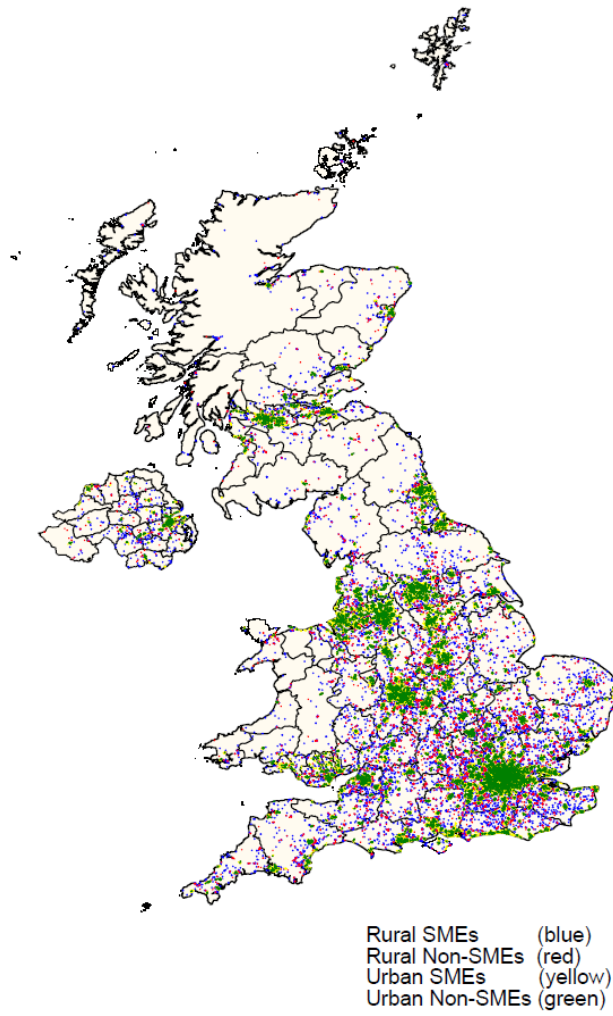 Rural SMEs (blue)
Rural Non-SMEs (red)
Urban SMEs (yellow)
Urban Non-SMEs (green)